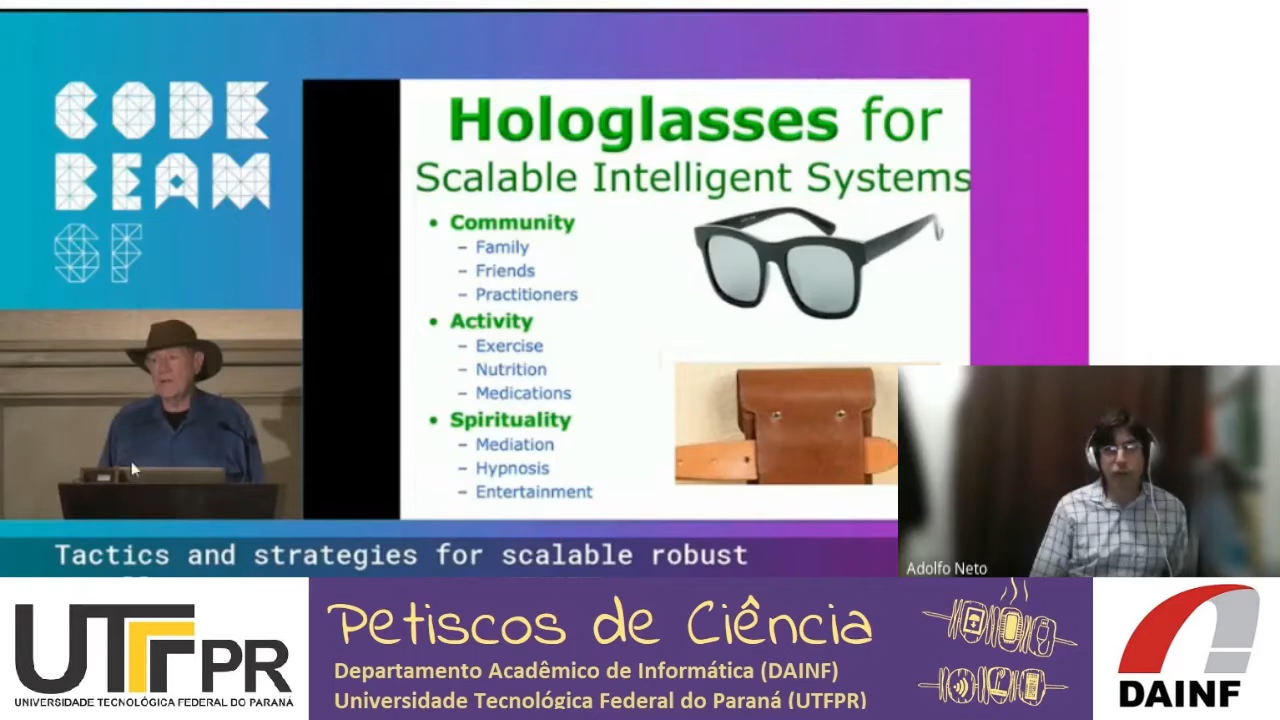 CODE
BEAM
SF
Hologlasses for
Scalable Intelligent Systems
• Community
– Family
– Friends
– Practitioners
• Activity
– Exercise
– Nutrition
– Medications
• Spirituality
– Mediation
– Hypnosis
– Entertainment
Tactics and strategies for scalable robust
Adolfo Neto
UTFPR
UNIVERSIDADE TECNOLÓGICA FEDERAL DO PARANÁ
Petiscos de Ciência
Departamento Acadêmico de Informática (DAINF)
Universidade Tecnológica Federal do Paraná (UTFPR)
DAINF